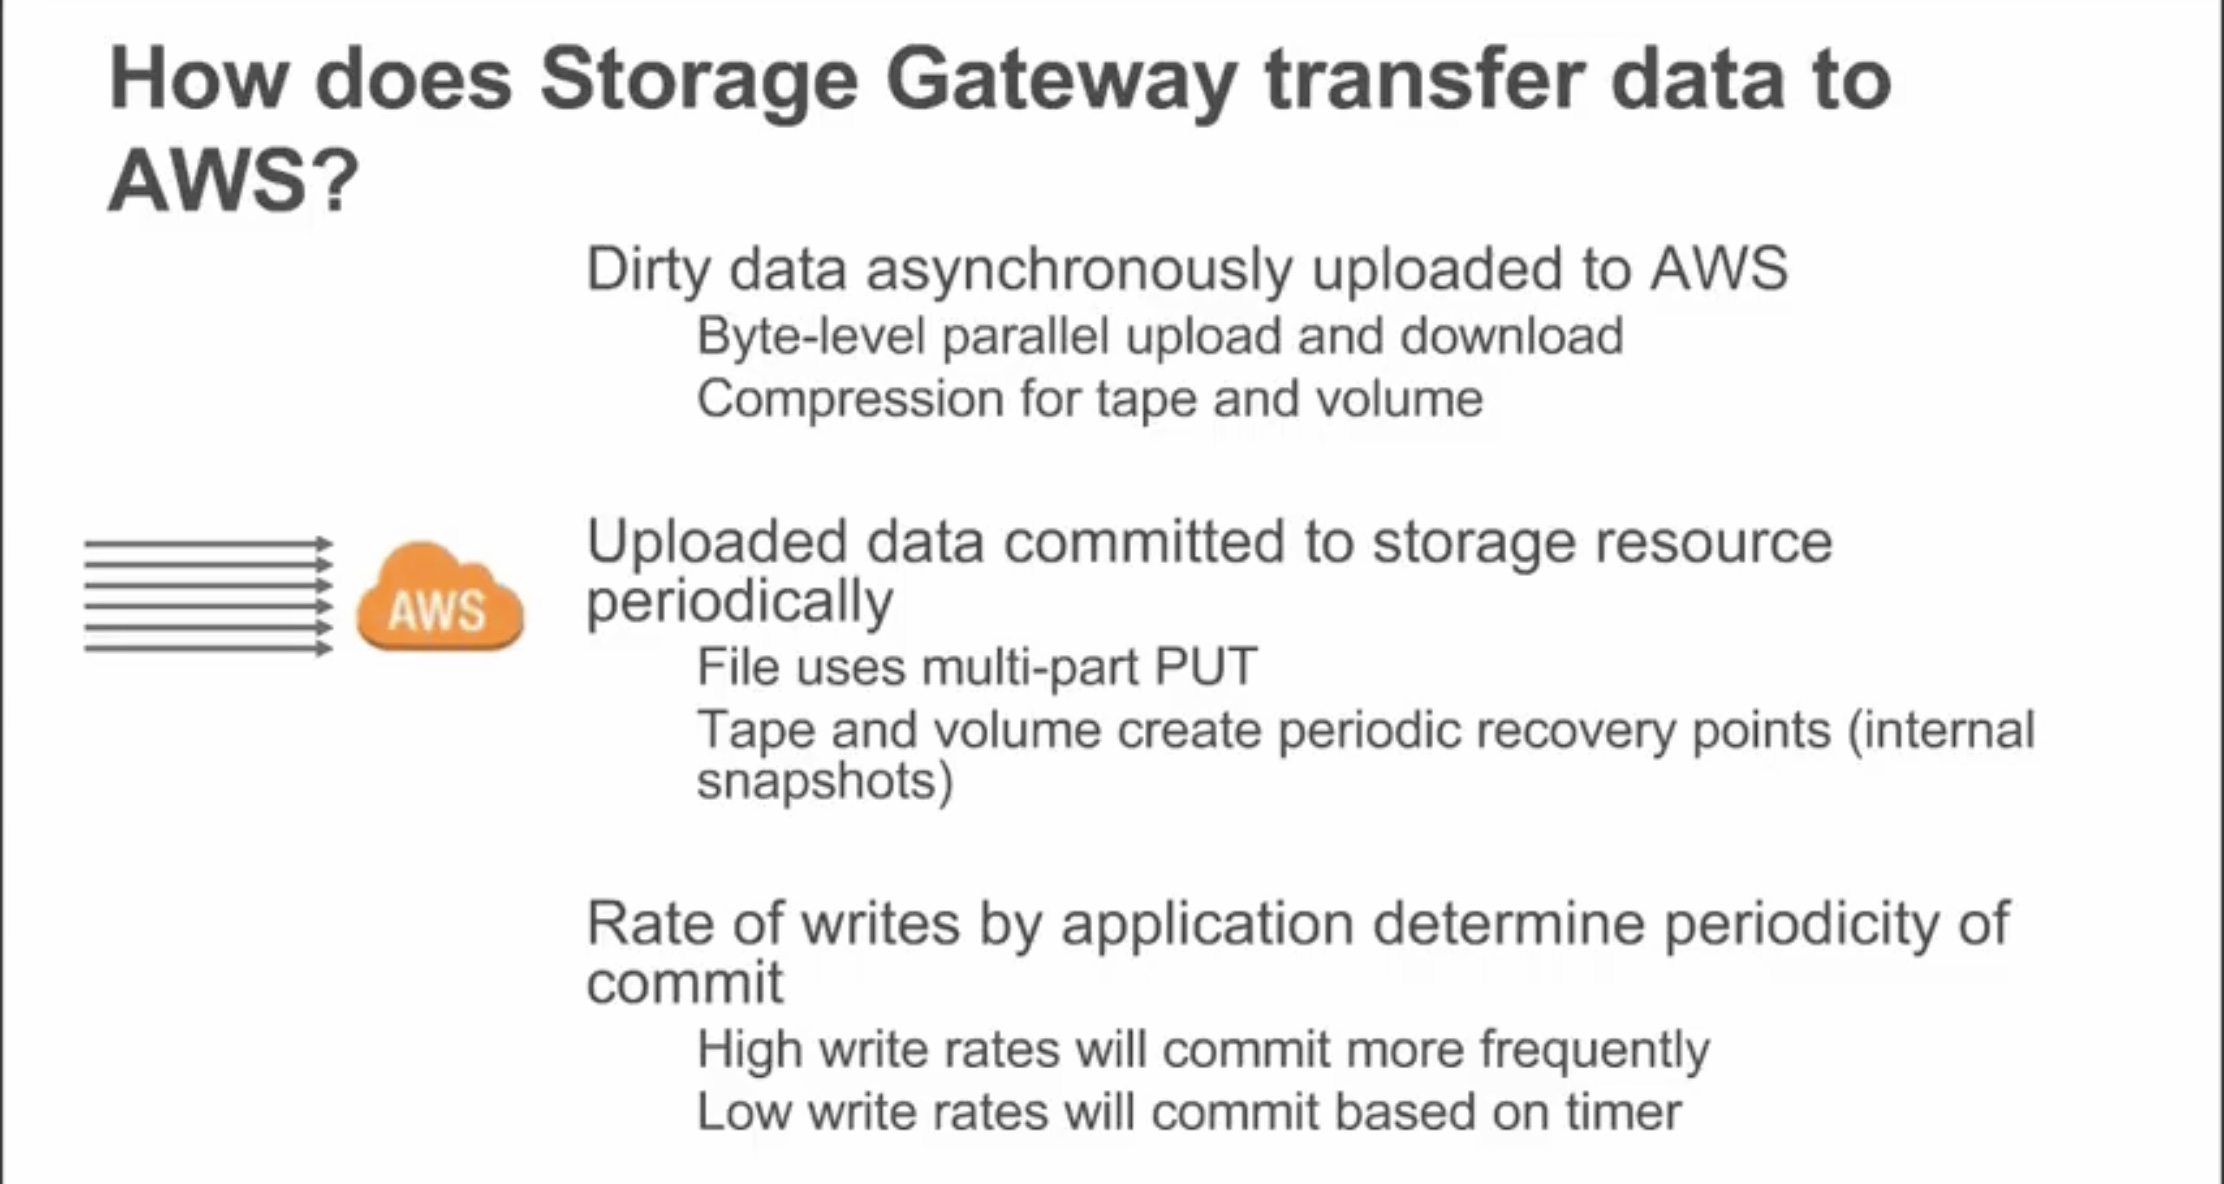 How does Storage Gateway transfer data to
AWS?
Dirty data asynchronously uploaded to AWS
Byte-level parallel upload and download
Compression for tape and volume
AWS
Uploaded data committed to storage resource
periodically
File uses multi-part PUT
Tape and volume create periodic recovery points (internal
snapshots)
Rate of writes by application determine periodicity of
commit
High write rates will commit more frequently
Low write rates will commit based on timer